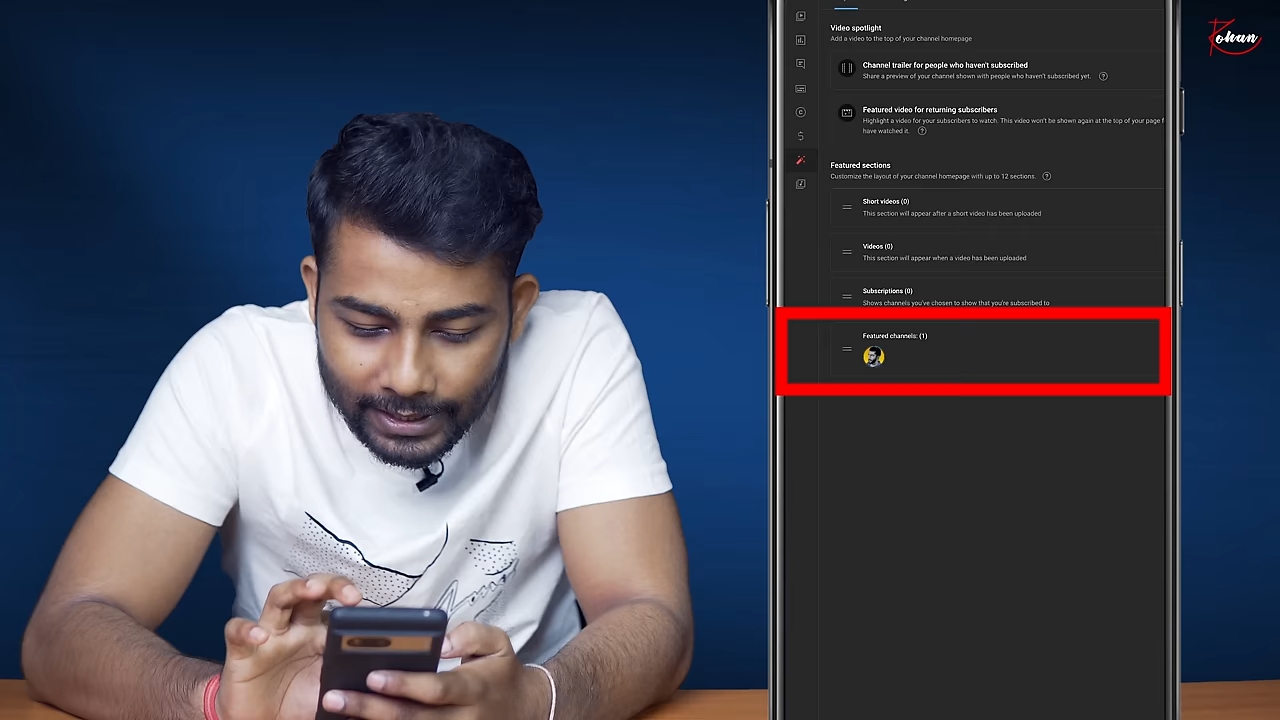 Video spotlight
Add a video to the top of your channel homepage
Channel trailer for people who haven't subscribed
Share a preview of your channel shown with people who haven't subscribed yet.
Featured video for returning subscribers
Highlight a video for your subscribers to watch. This video won't be shown again at the top of your page f
have watched it.
Featured sections
Customize the layout of your channel homepage with up to 12 sections.
Short videos (0)
This section will appear after a short video has been uploaded
Videos (0)
This section will appear when a video has been uploaded
Subscriptions (0)
Shows channels you've chosen to show that you're subscribed to
Featured channels: (1)
Rohan